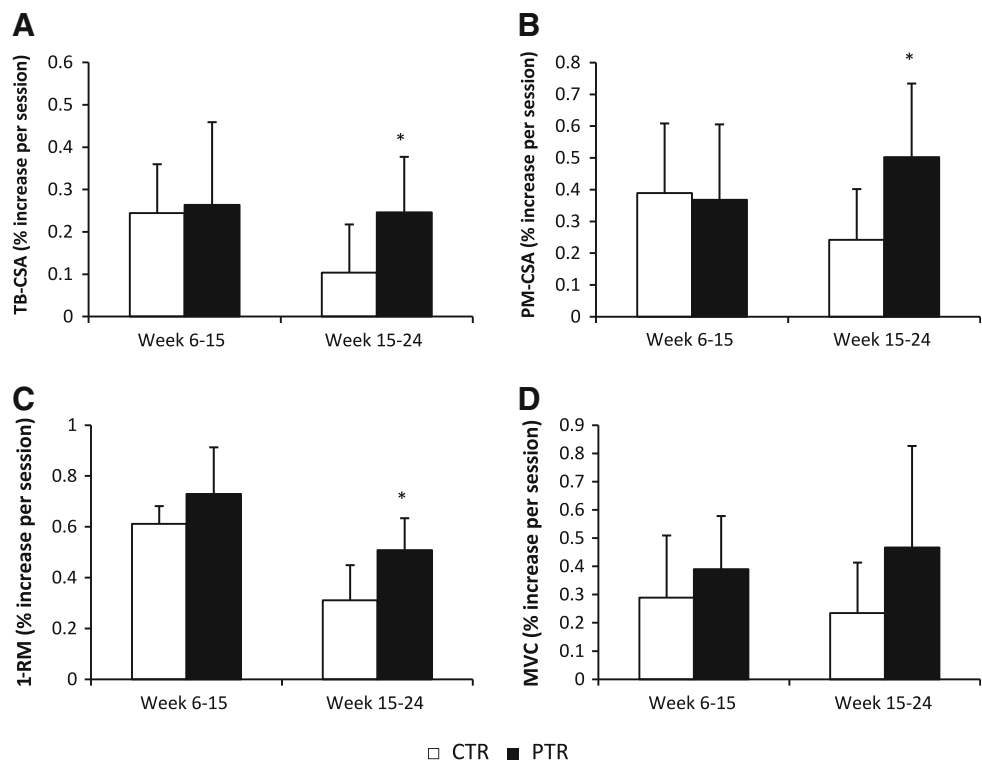 A
TB-CSA (% increase per session)
0.6
0.5
0.4
0.3
0.2
0.1
0
*
Week 6-15
Week 15-24
B
PM-CSA (% increase per session)
0.8
0.7
0.6
0.5
0.4
0.3
0.2
0.1
0
*
Week 6-15
Week 15-24
C
1-RM (% increase per session)
1
0.8
0.6
0.4
0.2
0
*
Week 6-15
Week 15-24
D
MVC (% increase per session)
0.9
0.8
0.7
0.6
0.5
0.4
0.3
0.2
0.1
0
Week 6-15
Week 15-24
CTR PTR